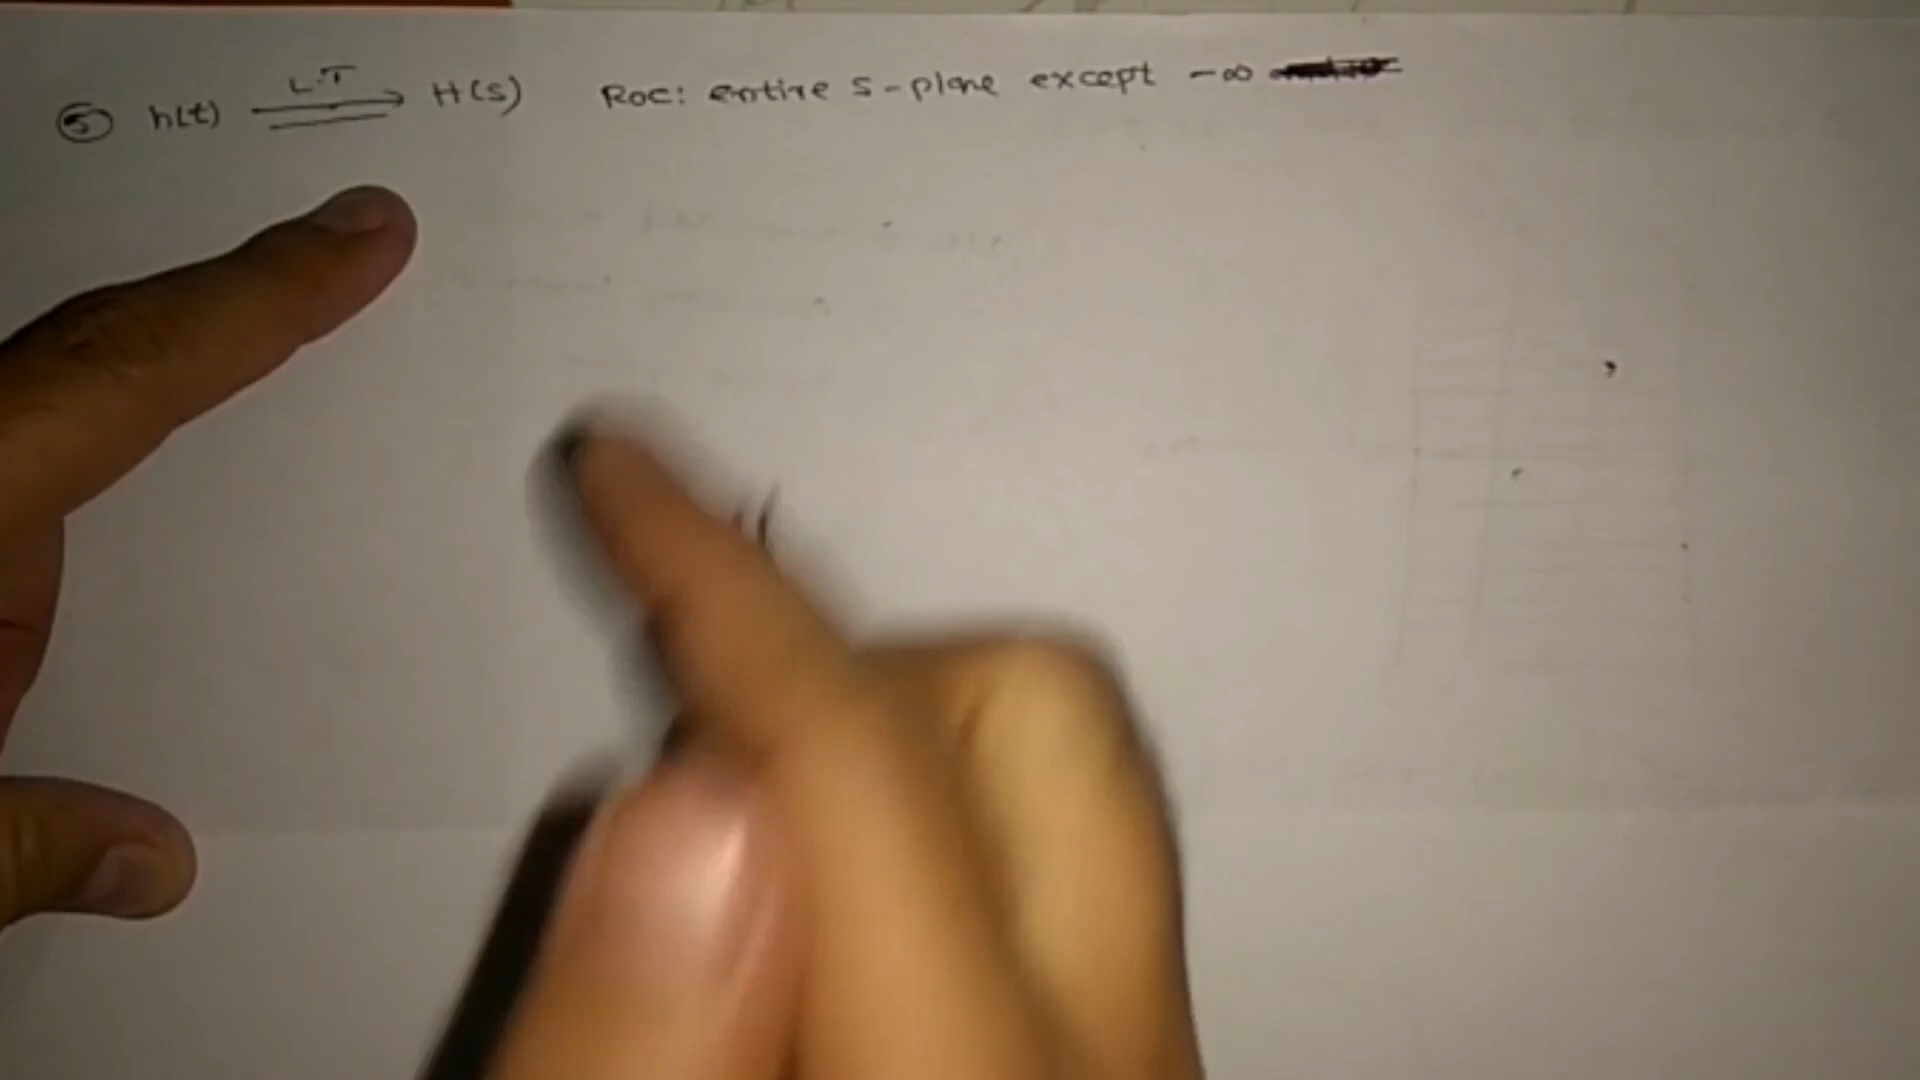 ⑤ h(t) L.T H(s) ROC: entire s-plane except -∞